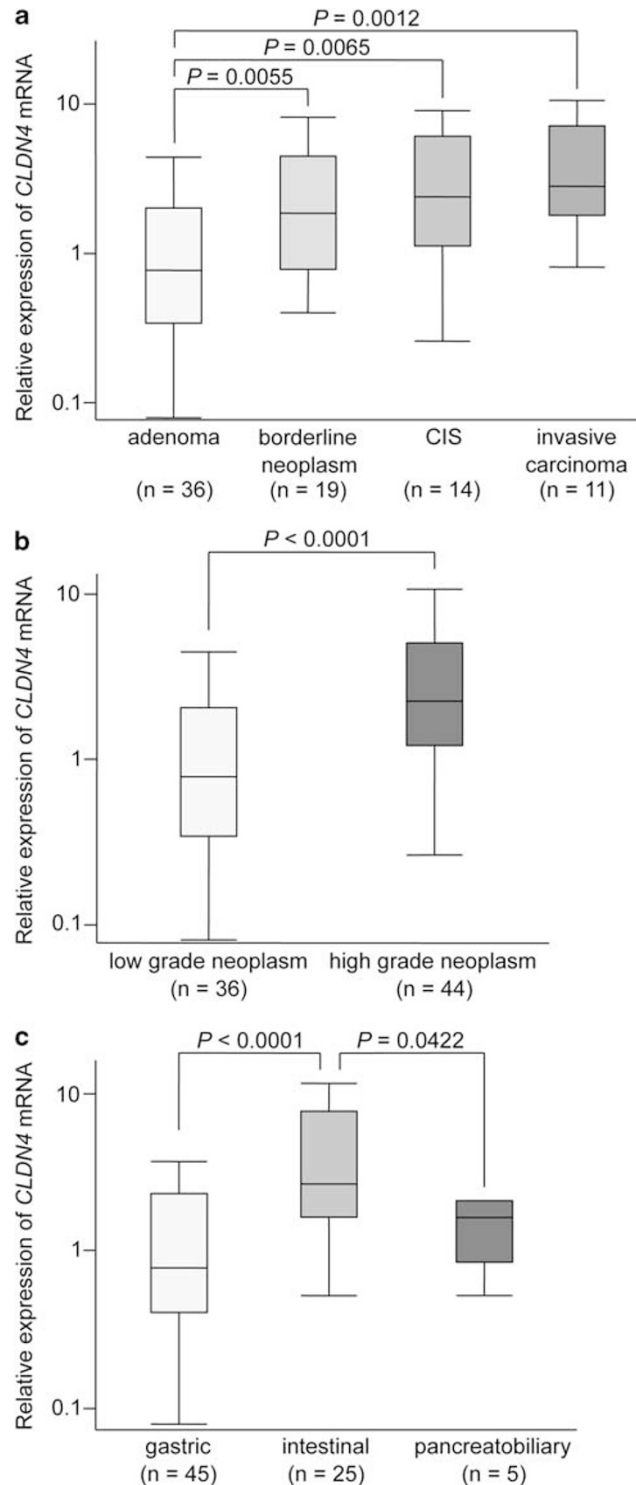 a
P = 0.0012
P = 0.0065
P = 0.0055
Relative expression of CLDN4 mRNA
10
1
0.1
adenoma borderline CIS invasive
neoplasm carcinoma
(n = 36) (n = 19) (n = 14) (n = 11)
b
P < 0.0001
Relative expression of CLDN4 mRNA
10
1
0.1
low grade neoplasm high grade neoplasm
(n = 36) (n = 44)
c
P < 0.0001 P = 0.0422
Relative expression of CLDN4 mRNA
10
1
0.1
gastric intestinal pancreatobiliary
(n = 45) (n = 25) (n = 5)